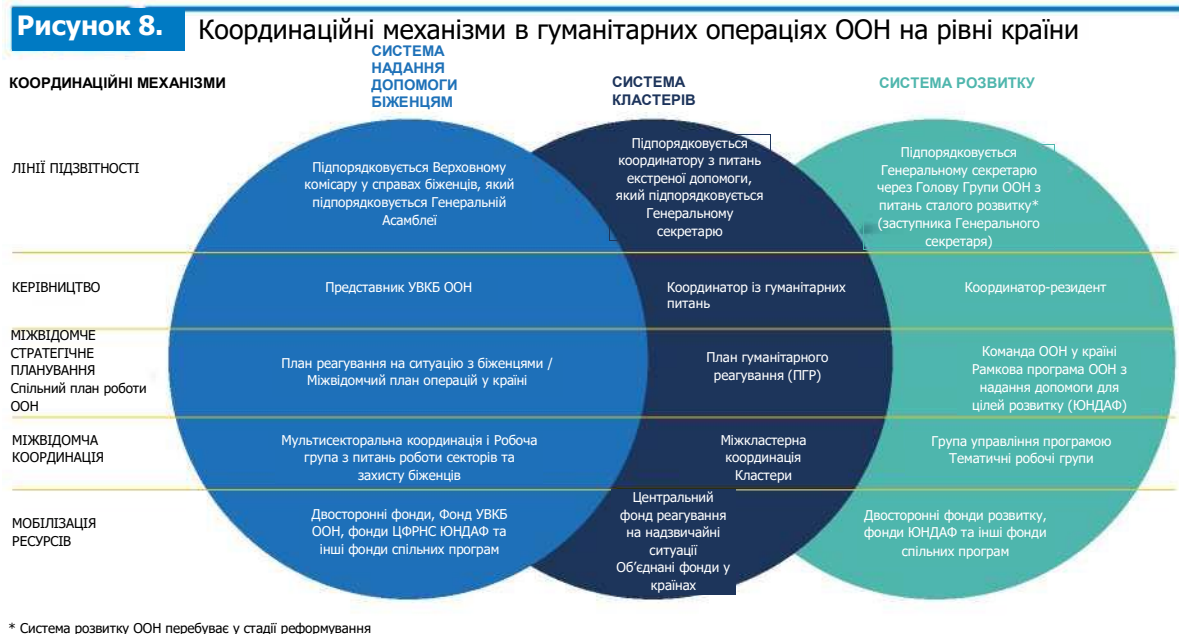 Рисунок 8.
Координаційні механізми в гуманітарних операціях ООН на рівні країни
КООРДИНАЦІЙНІ МЕХАНІЗМИ
СИСТЕМА
НАДАННЯ
ДОПОМОГИ
БІЖЕНЦЯМ
СИСТЕМА
КЛАСТЕРІВ
СИСТЕМА РОЗВИТКУ
ЛІНІЇ ПІДЗВІТНОСТІ
Підпорядковується Верховному
комісару у справах біженців, який
підпорядковується Генеральній
Асамблеї
Підпорядковується
координатору з питань
екстреної допомоги,
який підпорядковується
Генеральному
секретарю
Підпорядковується
Генеральному секретарю
через Голову Групи ООН з
питань сталого розвитку*
(заступника Генерального
секретаря)
КЕРІВНИЦТВО
Представник УВКБ ООН
Координатор із гуманітарних
питань
Координатор-резидент
МІЖВІДОМЧЕ
СТРАТЕГІЧНЕ
ПЛАНУВАННЯ
Спільний план роботи
ООН
План реагування на ситуацію з біженцями /
Міжвідомчий план операцій у країні
План гуманітарного
реагування (ПГР)
Команда ООН у країні
Рамкова програма ООН з
надання допомоги для
цілей розвитку (ЮНДАФ)
МІЖВІДОМЧА
КООРДИНАЦІЯ
Мультисекторальна координація і Робоча
група з питань роботи секторів та
захисту біженців
Міжкластерна
координація
Кластери
Група управління програмою
Тематичні робочі групи
МОБІЛІЗАЦІЯ
РЕСУРСІВ
Двосторонні фонди, Фонд УВКБ
ООН, фонди ЦФРНС ЮНДАФ та
інші фонди спільних програм
Центральний
фонд реагування
на надзвичайні
ситуації
Об’єднані фонди у
країнах
Двосторонні фонди розвитку,
фонди ЮНДАФ та інші фонди
спільних програм
* Система розвитку ООН перебуває у стадії реформування